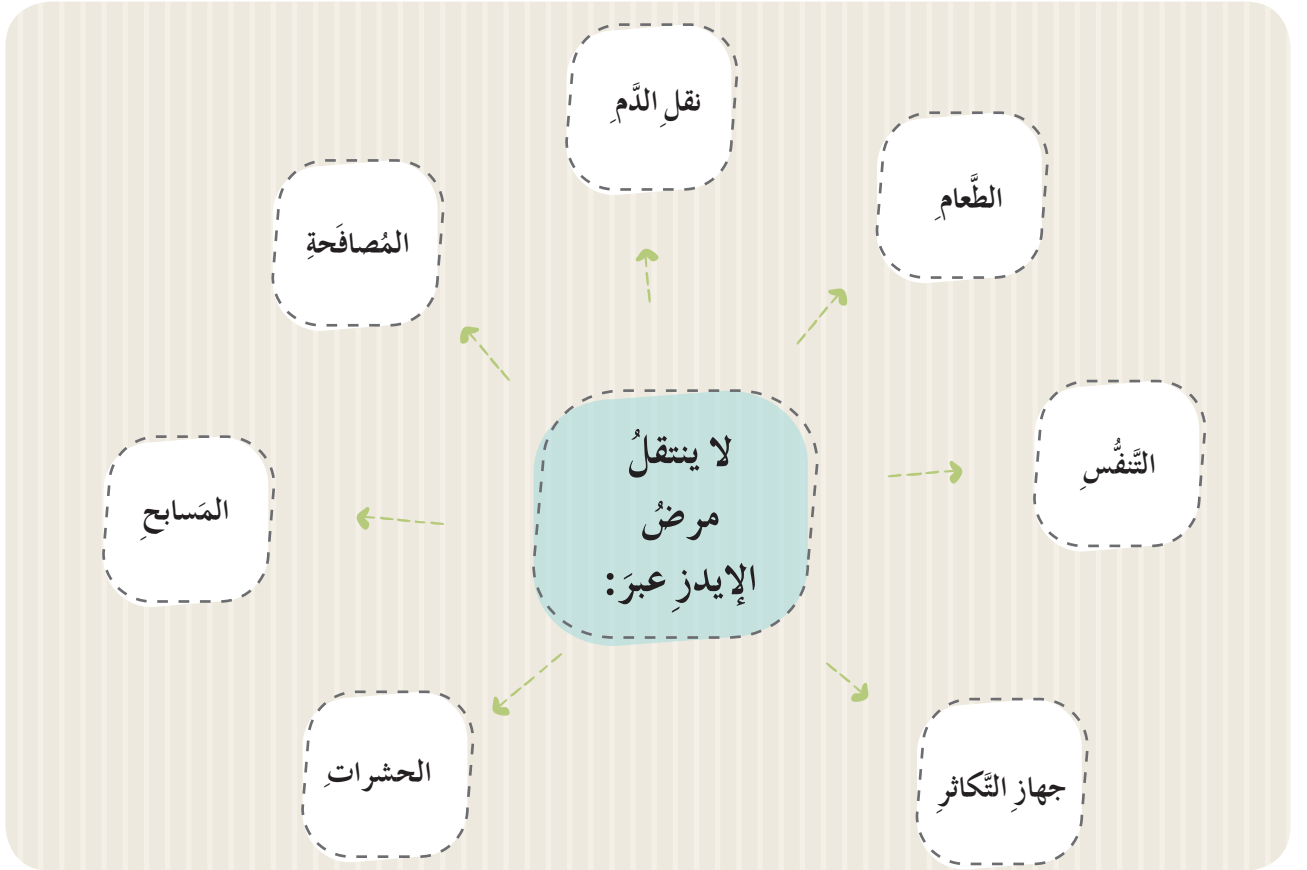 نقلِ الدَّمِ
الطَّعامِ
المُصافَحةِ
لا ينتقلُ
مرضُ
الإيدزِ عبرَ:
التَّنفُّسِ
المَسابحِ
جهازِ التَّكاثرِ
الحشراتِ